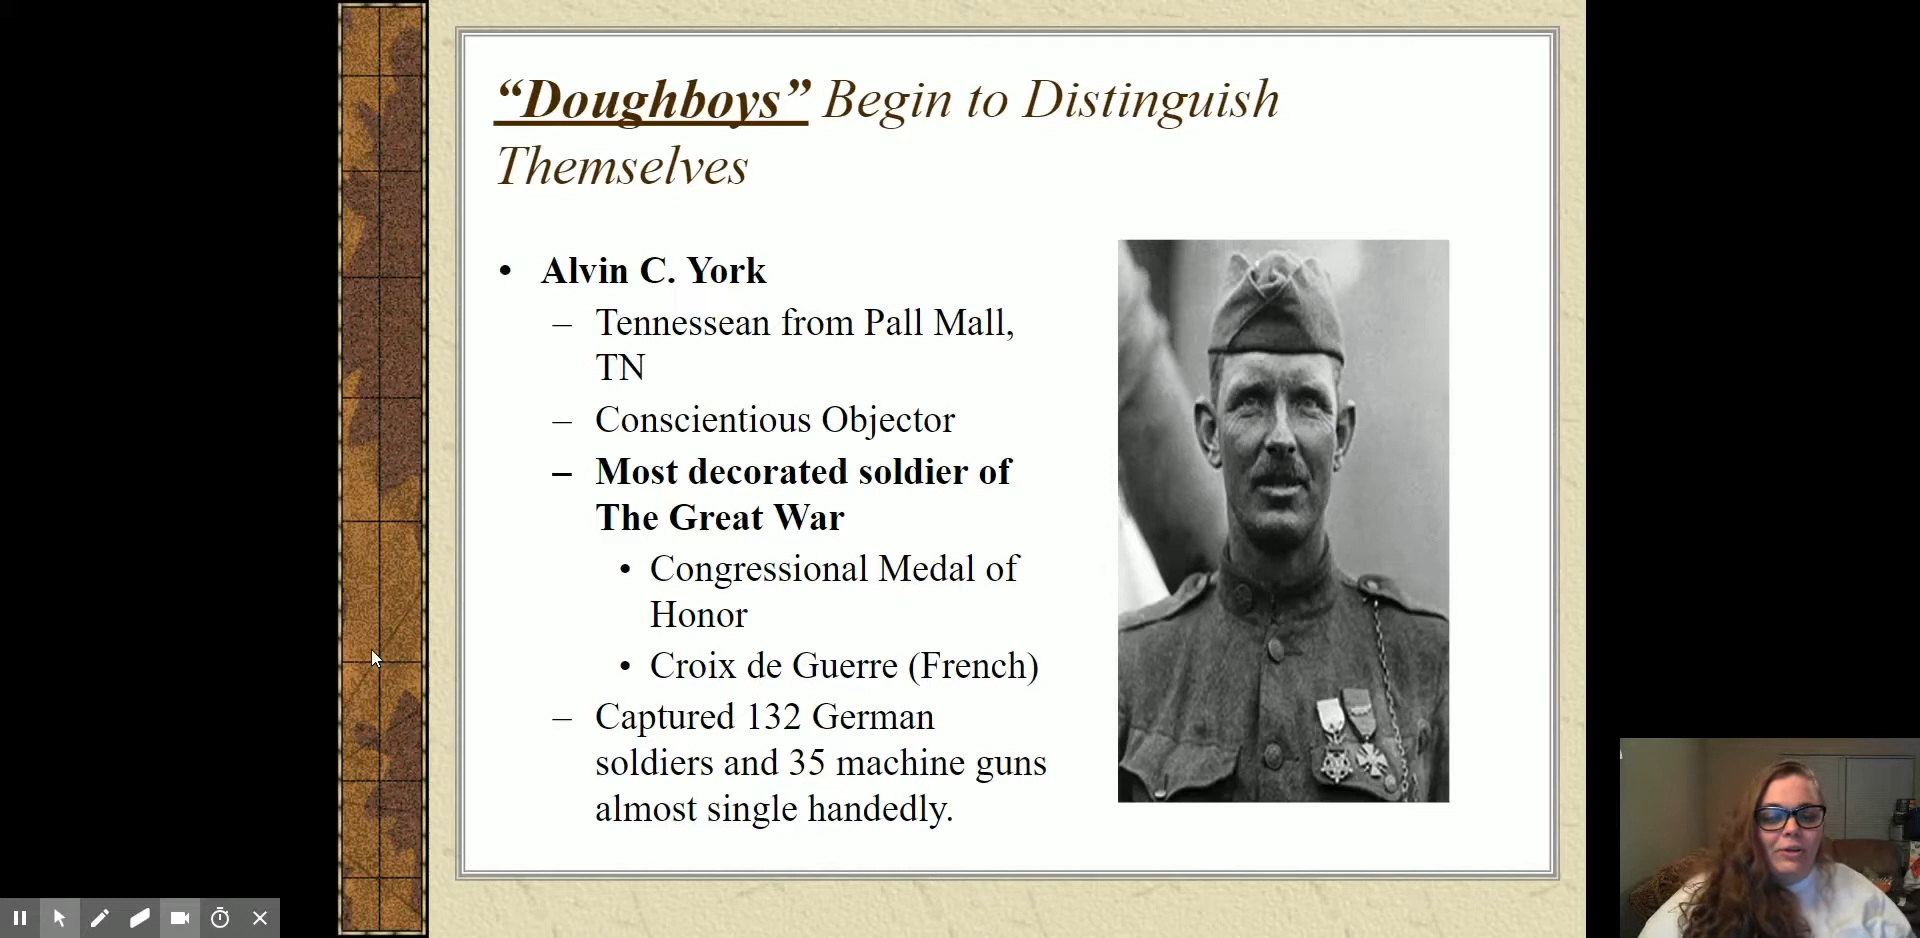 “Doughboys” Begin to Distinguish
Themselves
• Alvin C. York
– Tennessean from Pall Mall,
TN
– Conscientious Objector
– Most decorated soldier of
The Great War
• Congressional Medal of
Honor
• Croix de Guerre (French)
– Captured 132 German
soldiers and 35 machine guns
almost single handedly.